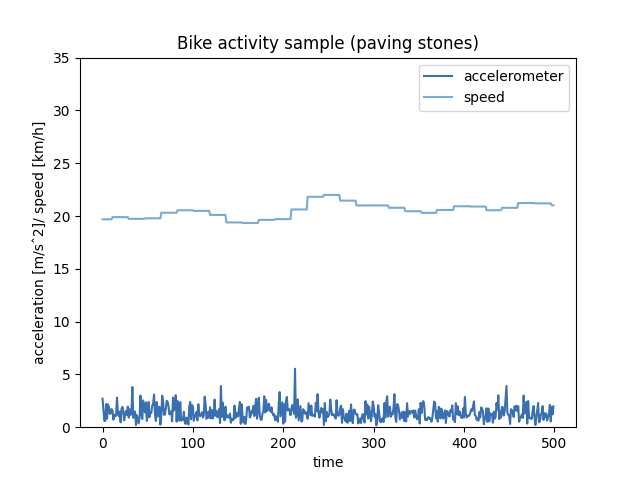 Bike activity sample (paving stones)
accelerometer
speed
acceleration [m/s^2]/ speed [km/h]
35
30
25
20
15
10
5
0
0 100 200 300 400 500
time